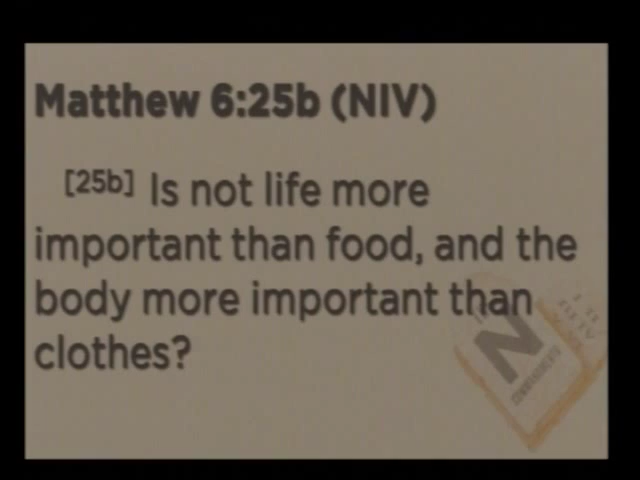 Matthew 6:25b (NIV)
[25b] Is not life more
important than food, and the
body more important than
clothes?
N